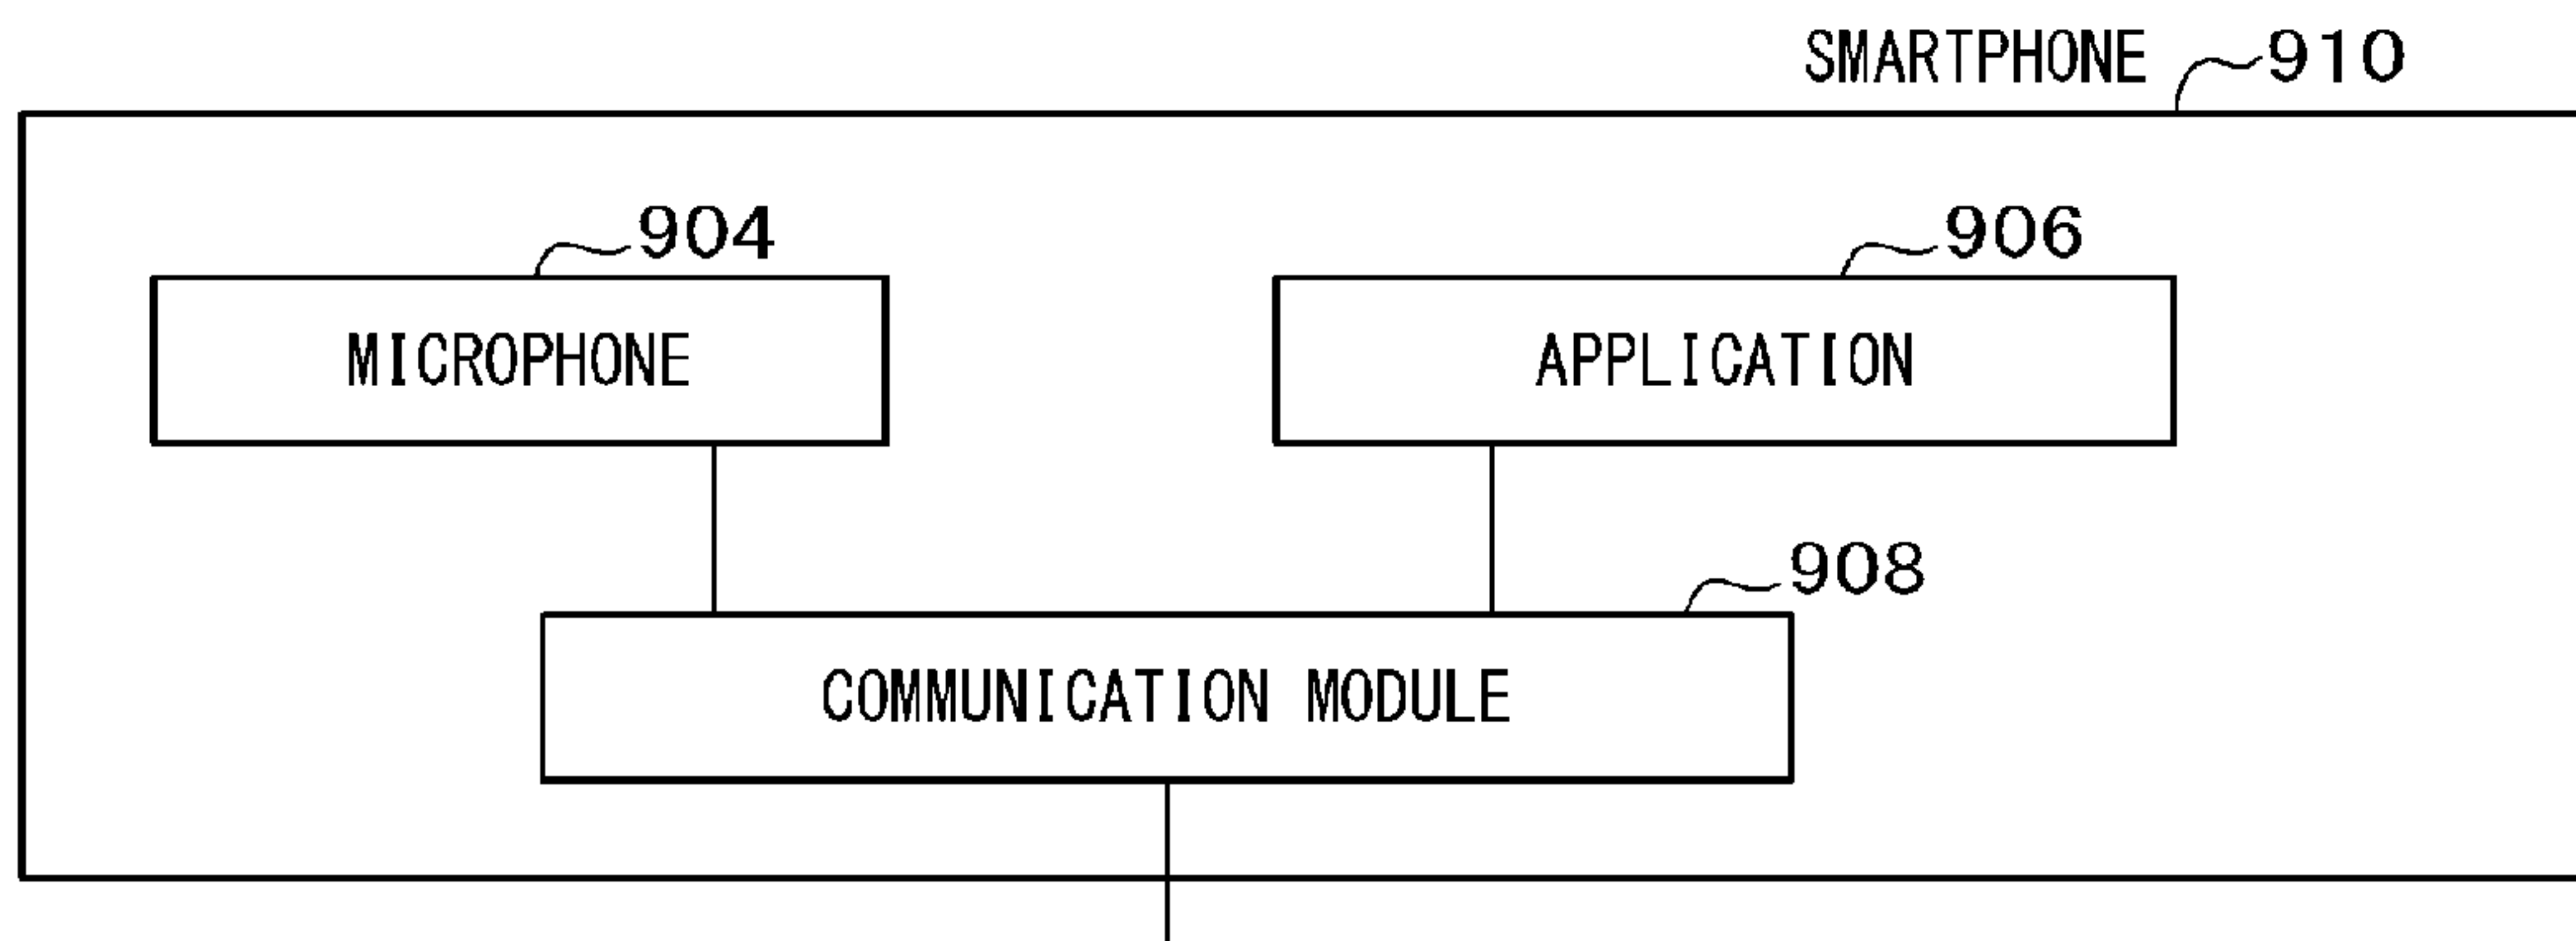 SMARTPHONE 910
904
906
MICROPHONE
APPLICATION
908
COMMUNICATION MODULE